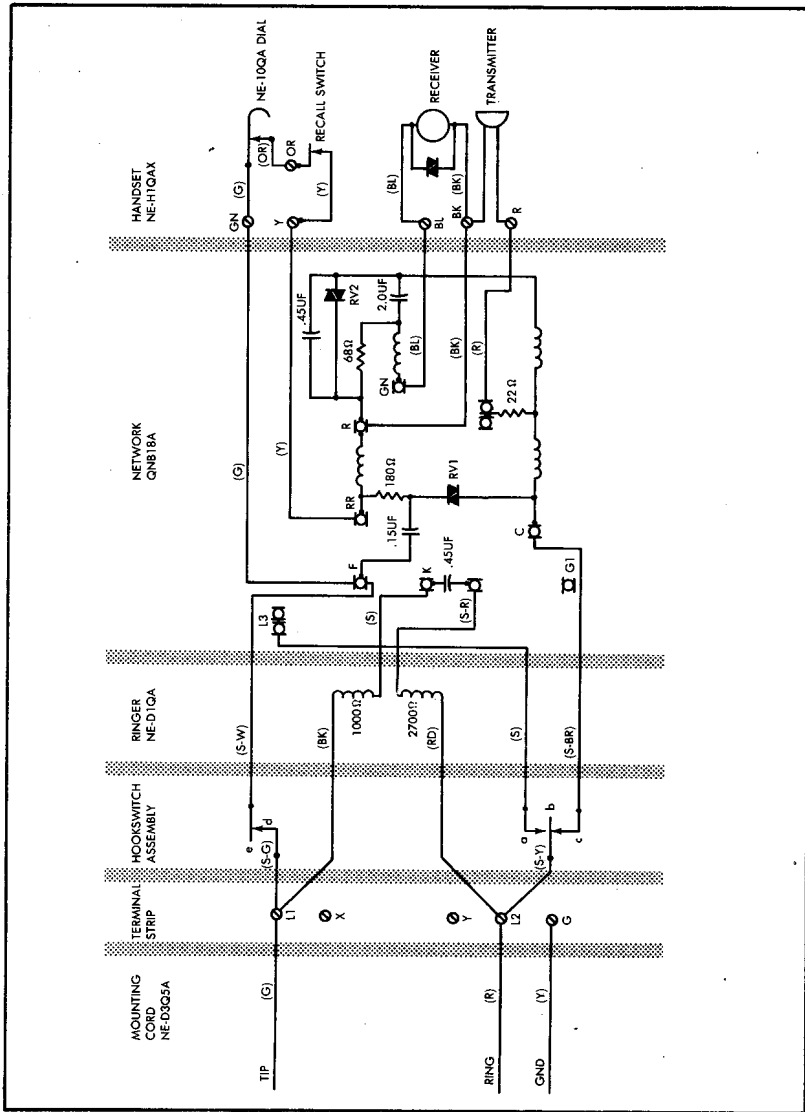 MOUNTING
CORD
NE-D3Q5A
TERMINAL
STRIP
HOOKSWITCH
ASSEMBLY
RINGER
NE-D1QA
NETWORK
QNB18A
HANDSET
NE-H1QAX
TIP
(G)
L1
X
(S-G)
e
d
(S-W)
(BK)
1000Ω
2700Ω
(RD)
RING
(R)
Y
L2
GND
(Y)
G
(S-Y)
a
b
c
(S)
(S-BR)
L3
F
(S)
K
.45UF
(S-R)
G1
C
(G)
(Y)
RR
.15UF
180Ω
RV1
R
68Ω
.45UF
RV2
2.0UF
GN
(BL)
(BK)
(R)
22Ω
GN
(G)
NE-10QA DIAL
(OR)
OR
RECALL SWITCH
Y
(Y)
BL
(BL)
RECEIVER
BK
(BK)
R
TRANSMITTER